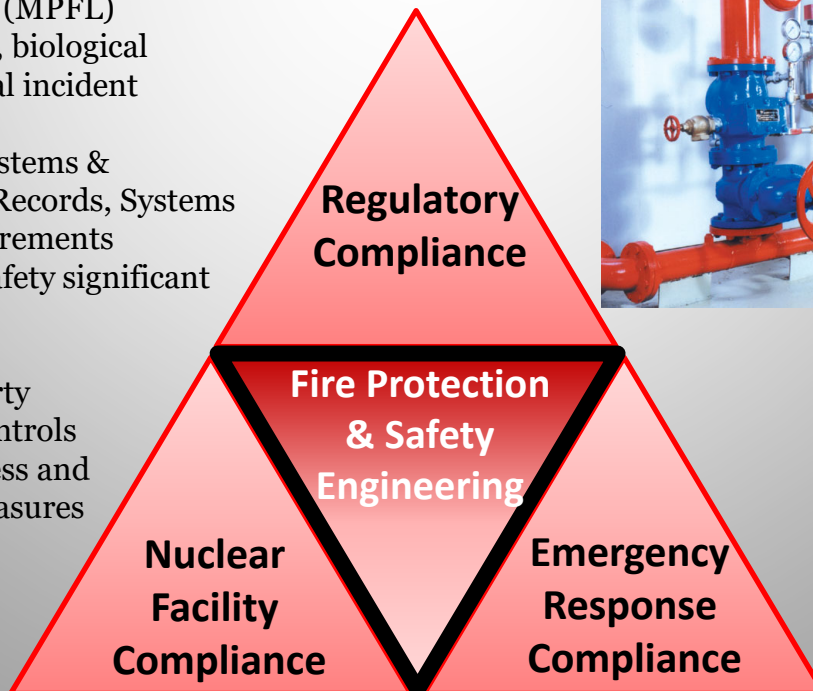 (MPFL)
, biological
al incident
stems &
Records, Systems
rements
afety significant
rty
ntrols
ess and
asures
Regulatory
Compliance
Fire Protection
& Safety
Engineering
Nuclear
Facility
Compliance
Emergency
Response
Compliance